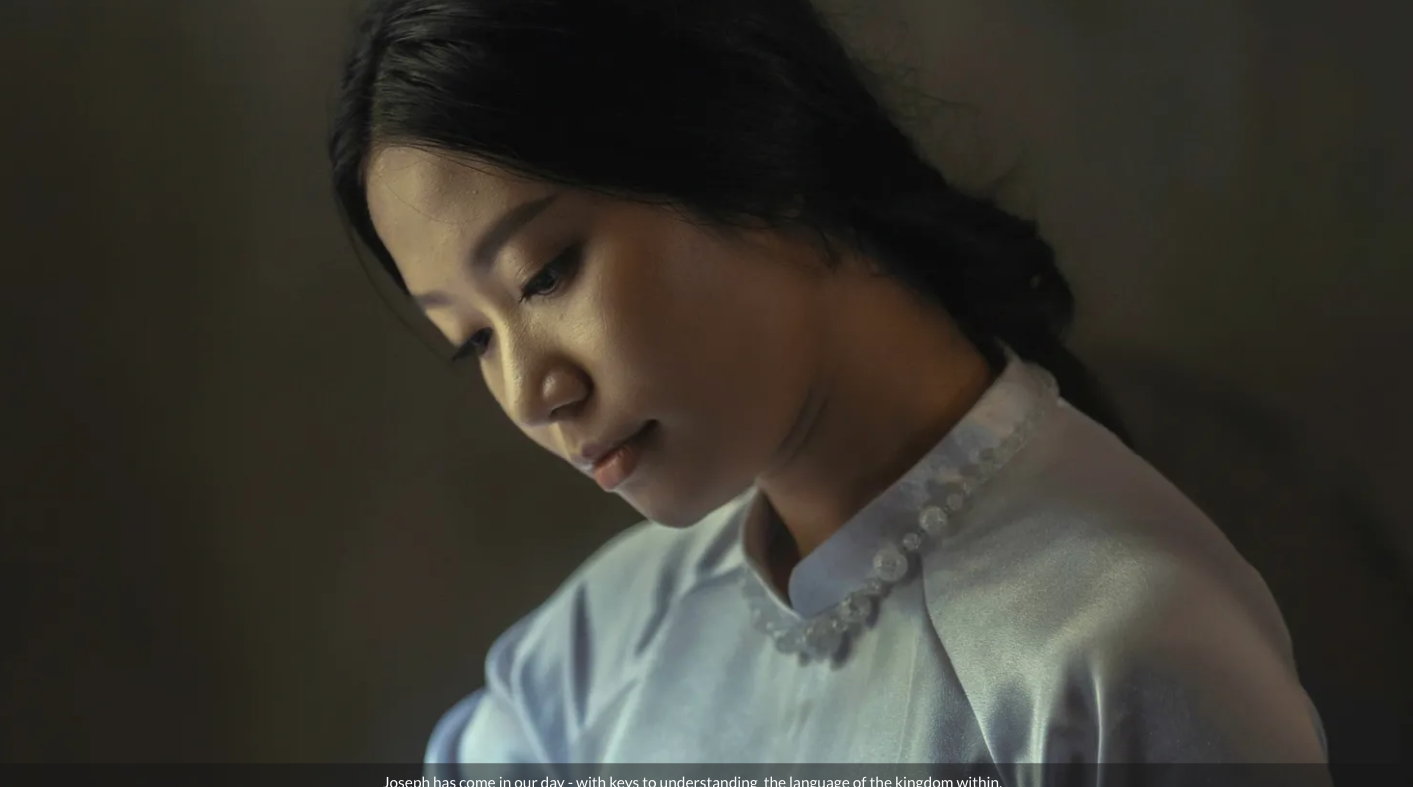 Joseph has come in our day - with keys to understanding  the language of the kingdom within.